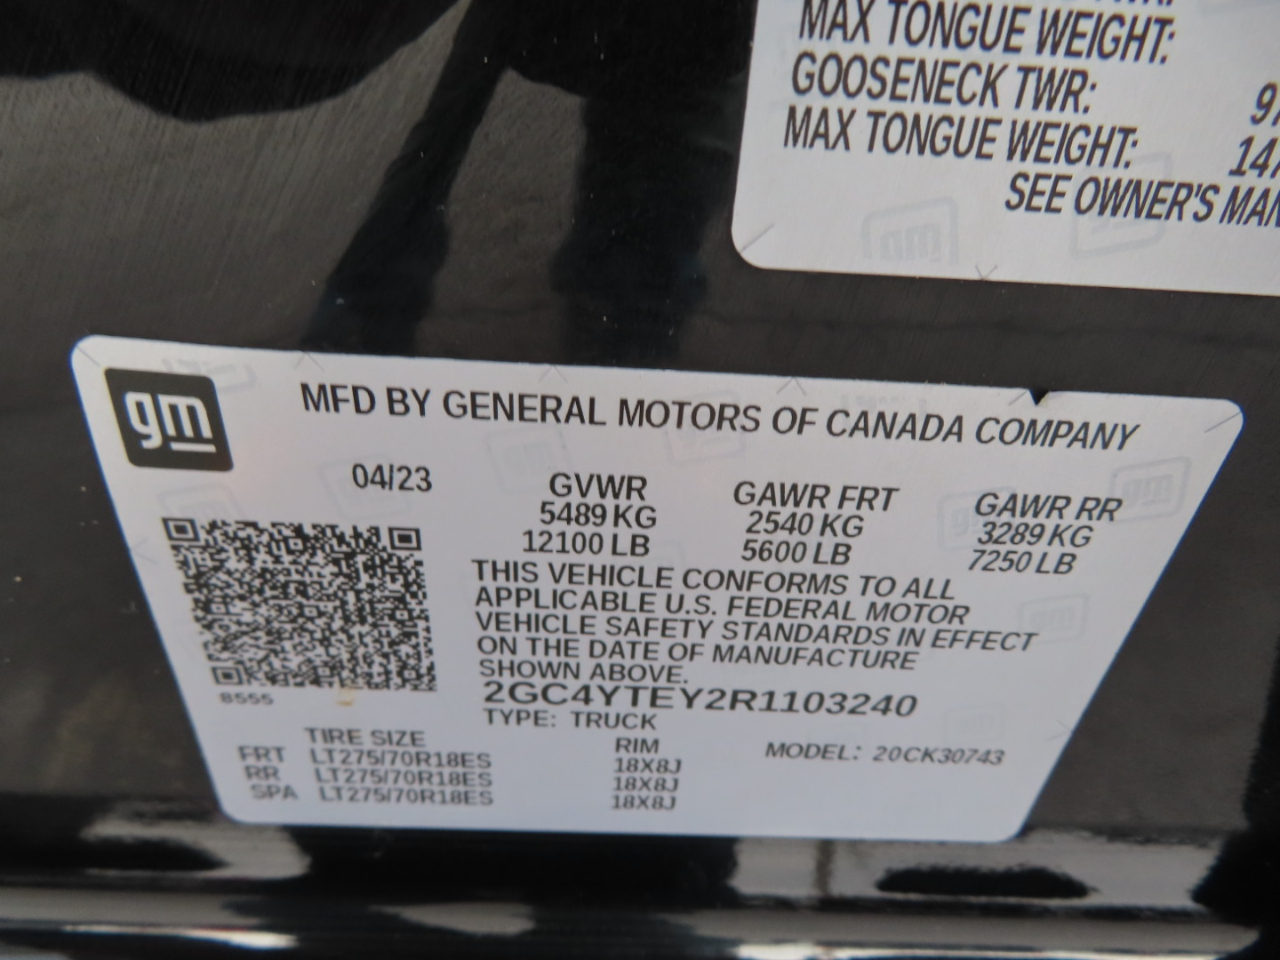 MAX TONGUE WEIGHT:
GOOSENECK TWR:
MAX TONGUE WEIGHT:
SEE OWNER'S
gm
MFD BY GENERAL MOTORS OF CANADA COMPANY
04/23 GVWR GAWR FRT GAWR RR
5489 KG 2540 KG 3289 KG
12100 LB 5600 LB 7250 LB
THIS VEHICLE CONFORMS TO ALL
APPLICABLE U.S. FEDERAL MOTOR
VEHICLE SAFETY STANDARDS IN EFFECT
ON THE DATE OF MANUFACTURE
SHOWN ABOVE.
8555
2GC4YTEY2R1103240
TYPE: TRUCK
TIRE SIZE RIM MODEL: 20CK30743
FRT LT275/70R18ES 18X8J
RR LT275/70R18ES 18X8J
SPA LT275/70R18ES 18X8J